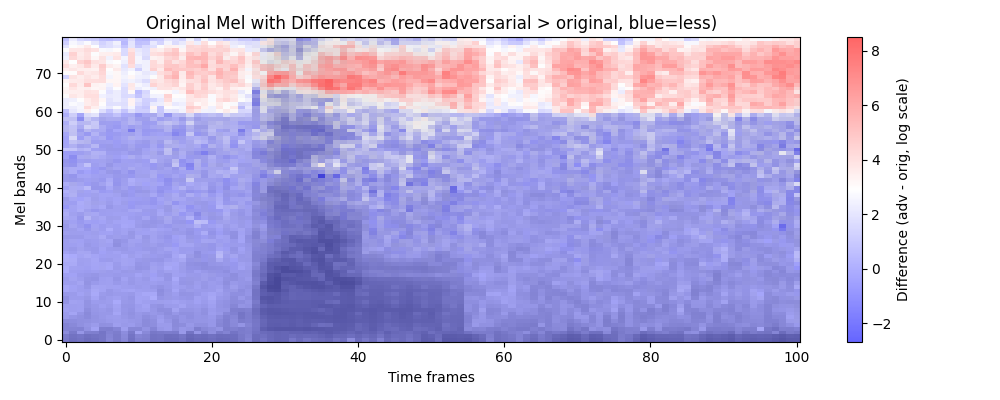 Original Mel with Differences (red=adversarial > original, blue=less)
70
60
50
40
30
20
10
0
Mel bands
0 20 40 60 80 100
Time frames
8
6
4
2
0
−2
Difference (adv - orig, log scale)